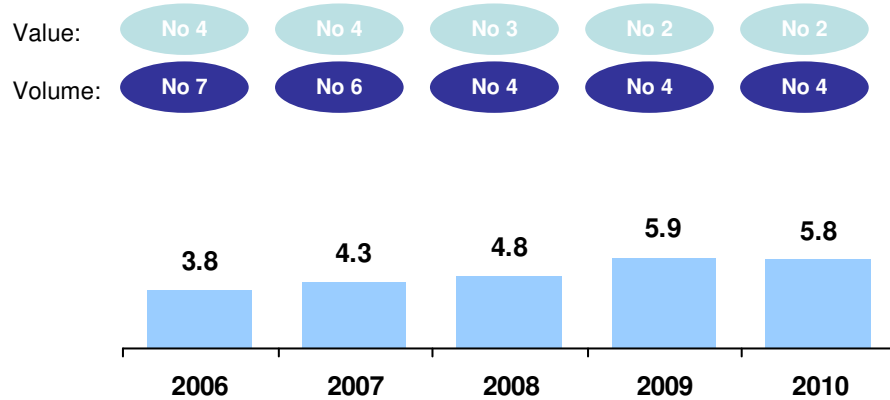 Value: No 4 No 4 No 3 No 2 No 2
Volume: No 7 No 6 No 4 No 4 No 4
3.8 4.3 4.8 5.9 5.8
2006 2007 2008 2009 2010